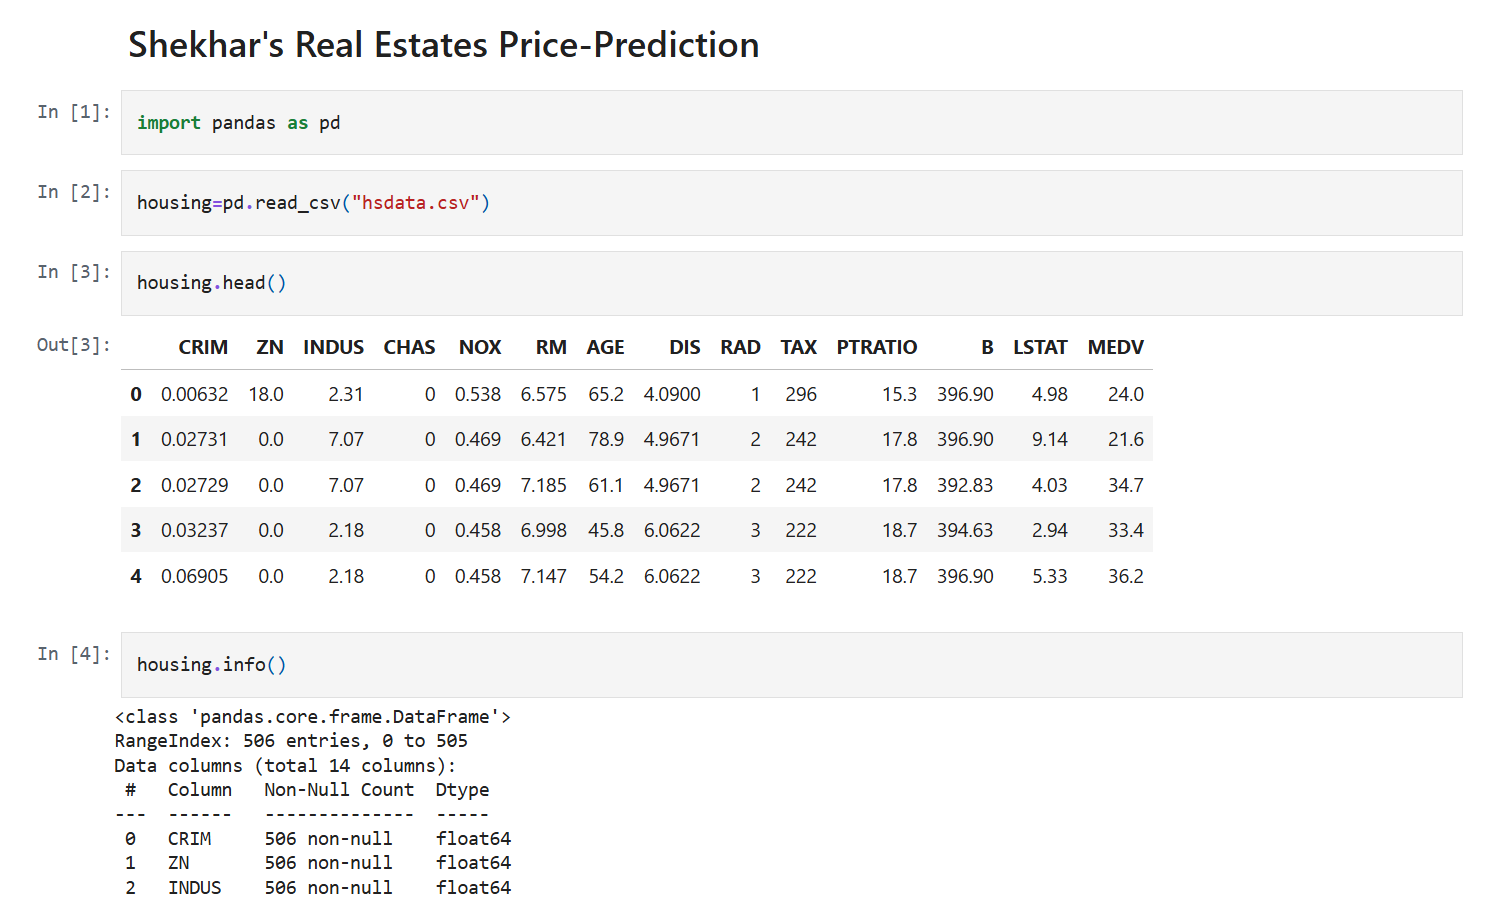 Shekhar's Real Estates Price-Prediction
In [1]: import pandas as pd
In [2]: housing=pd.read_csv("hsdata.csv")
In [3]: housing.head()
Out[3]: CRIM ZN INDUS CHAS NOX RM AGE DIS RAD TAX PTRATIO B LSTAT MEDV
0 0.00632 18.0 2.31 0 0.538 6.575 65.2 4.0900 1 296 15.3 396.90 4.98 24.0
1 0.02731 0.0 7.07 0 0.469 6.421 78.9 4.9671 2 242 17.8 396.90 9.14 21.6
2 0.02729 0.0 7.07 0 0.469 7.185 61.1 4.9671 2 242 17.8 392.83 4.03 34.7
3 0.03237 0.0 2.18 0 0.458 6.998 45.8 6.0622 3 222 18.7 394.63 2.94 33.4
4 0.06905 0.0 2.18 0 0.458 7.147 54.2 6.0622 3 222 18.7 396.90 5.33 36.2
In [4]: housing.info()
<class 'pandas.core.frame.DataFrame'>
RangeIndex: 506 entries, 0 to 505
Data columns (total 14 columns):
 #   Column   Non-Null Count  Dtype
---  ------   --------------  -----
 0   CRIM     506 non-null    float64
 1   ZN       506 non-null    float64
 2   INDUS    506 non-null    float64